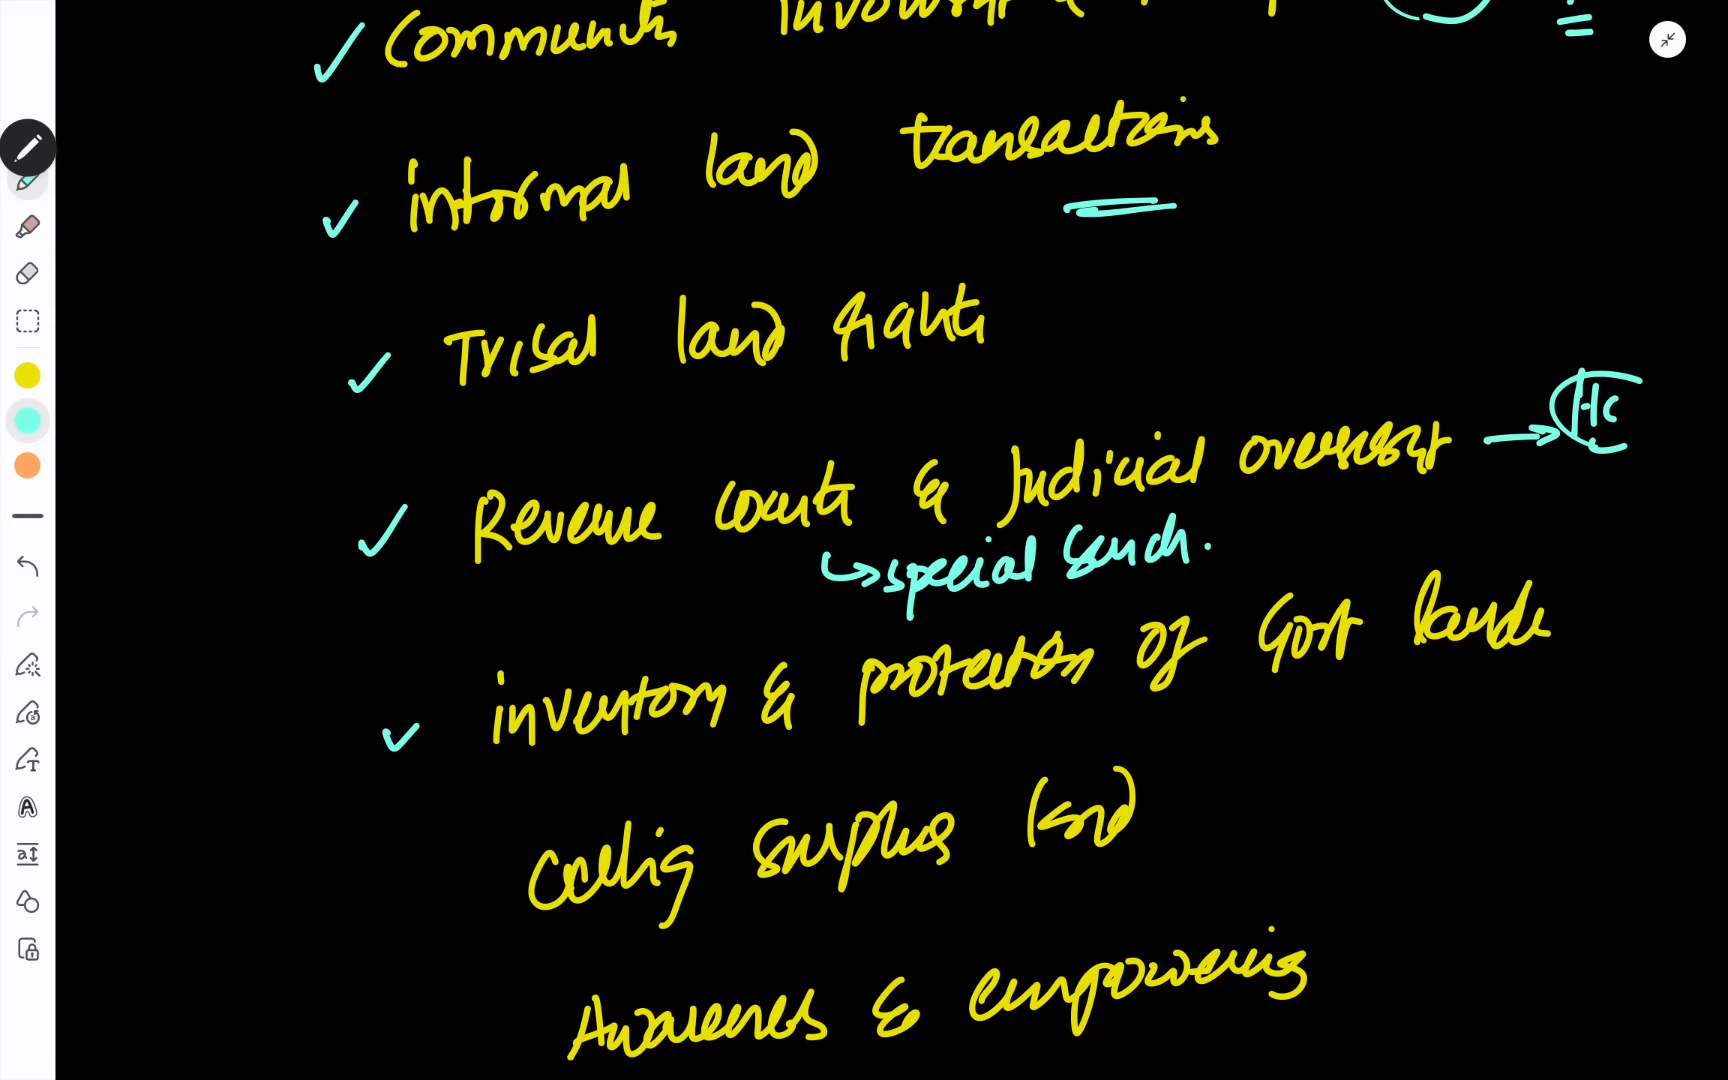 Community
informal land transactions
Tribal land rights
Revenue courts & Judicial oversight → HC
↳ special bench.
inventory & protection of Govt lands
Ceiling surplus land
Awareness & empowering